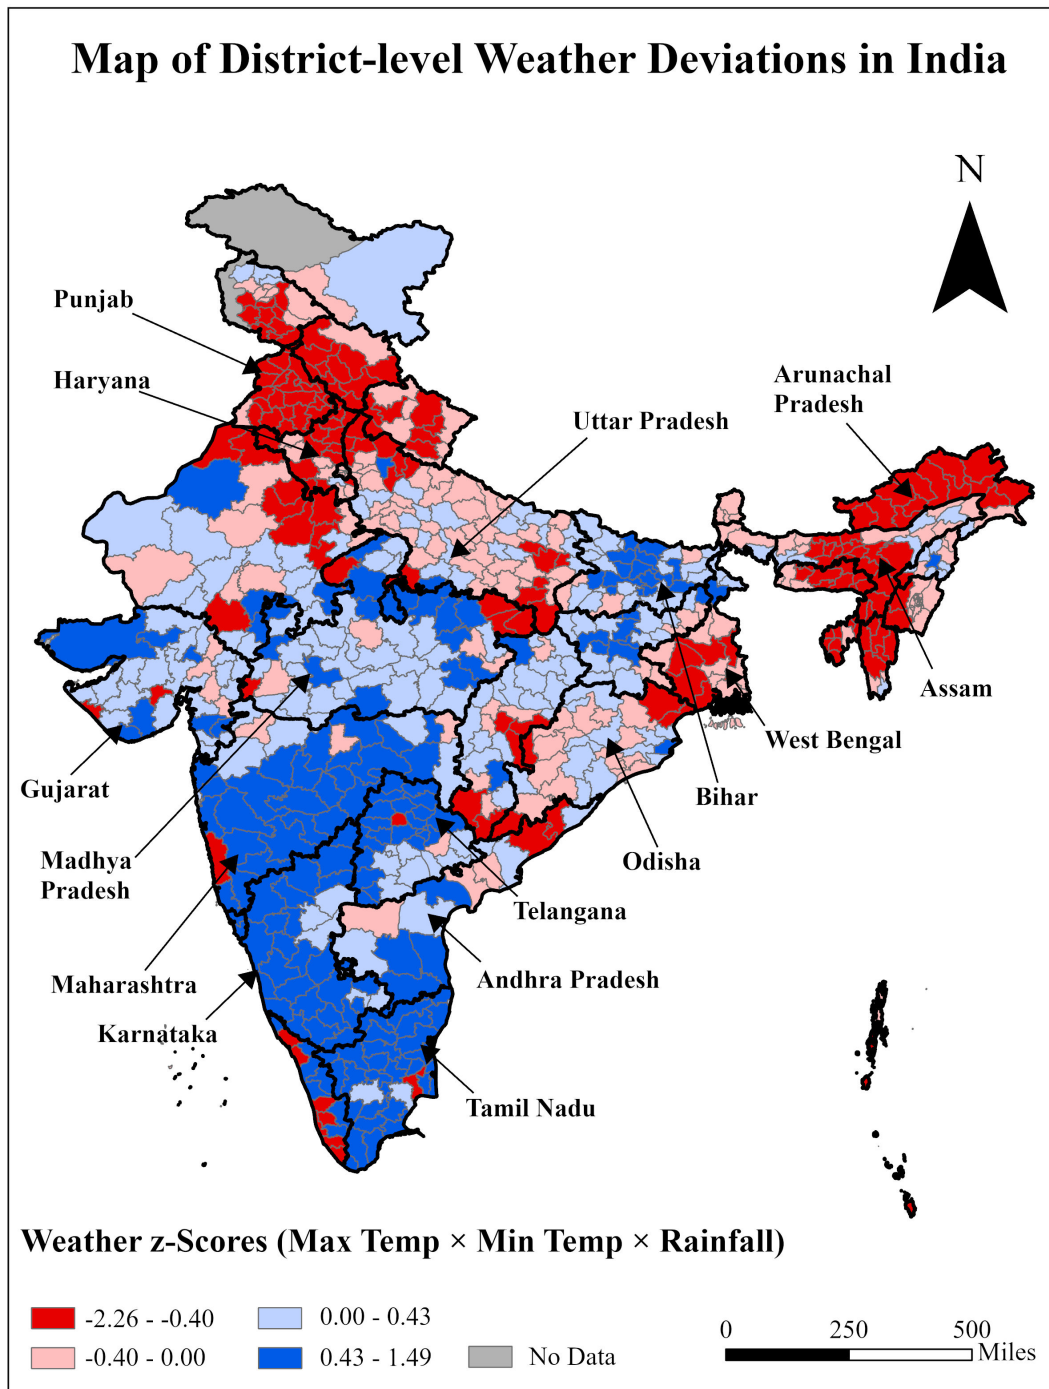 Map of District-level Weather Deviations in India
N
Punjab
Haryana
Arunachal
Pradesh
Uttar Pradesh
Assam
West Bengal
Gujarat
Bihar
Madhya
Pradesh
Odisha
Telangana
Maharashtra
Andhra Pradesh
Karnataka
Tamil Nadu
Weather z-Scores (Max Temp × Min Temp × Rainfall)
-2.26 - -0.40
0.00 - 0.43
-0.40 - 0.00
0.43 - 1.49
No Data
0 250 500
Miles